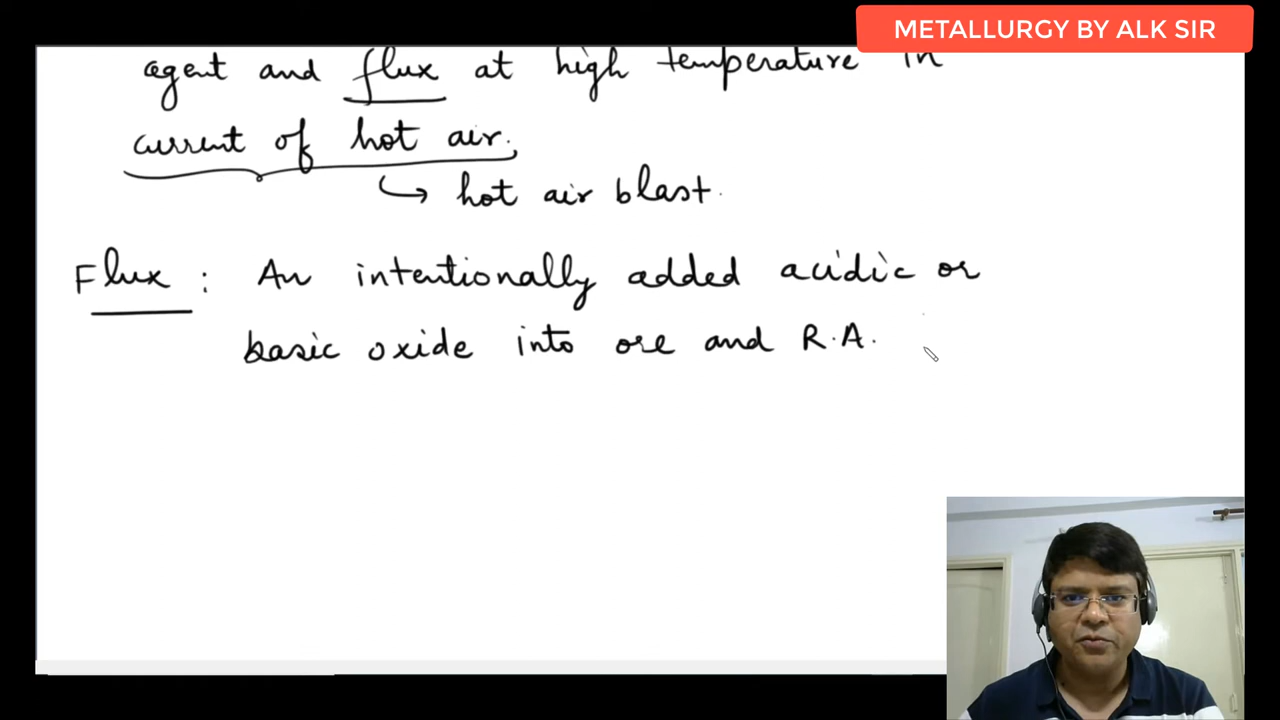 METALLURGY BY ALK SIR
agent and flux at high temperature in
current of hot air.
hot air blast.
Flux : An intentionally added acidic or
basic oxide into ore and R.A.